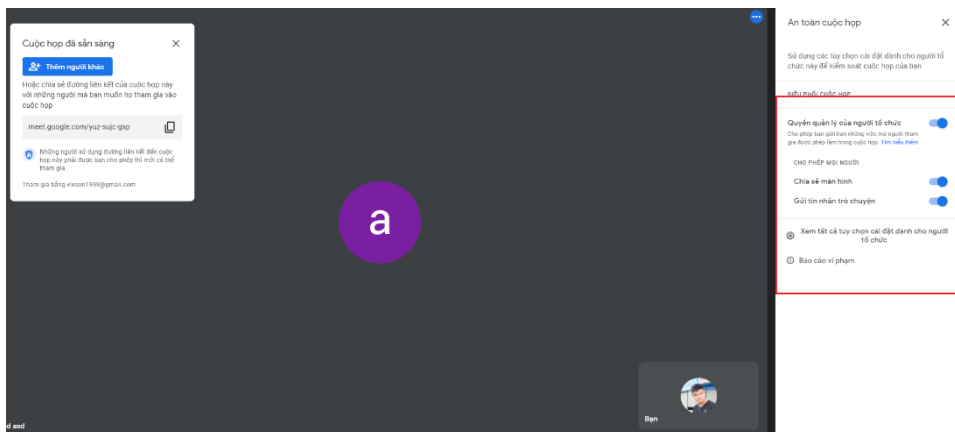 Cuộc họp đã sẵn sàng
Thêm người khác
Hoặc chia sẻ đường liên kết của cuộc họp này
với những người mà bạn muốn họ tham gia vào
cuộc họp
meet.google.com/yuz-sujc-gsp
Những người sử dụng đường liên kết đến cuộc
họp này phải được bạn cho phép thì mới có thể
tham gia.
Tham gia bằng vixson1999@gmail.com
a
Bạn
d asd
An toàn cuộc họp
Sử dụng các tùy chọn cài đặt dành cho người tổ
chức này để kiểm soát cuộc họp của bạn
ĐIỀU PHỐI CUỘC HỌP
Quyền quản lý của người tổ chức
Cho phép bạn giới hạn những việc mà người tham
gia được phép làm trong cuộc họp. Tìm hiểu thêm
CHO PHÉP MỌI NGƯỜI
Chia sẻ màn hình
Gửi tin nhắn trò chuyện
Xem tất cả tùy chọn cài đặt dành cho người
tổ chức
Báo cáo vi phạm